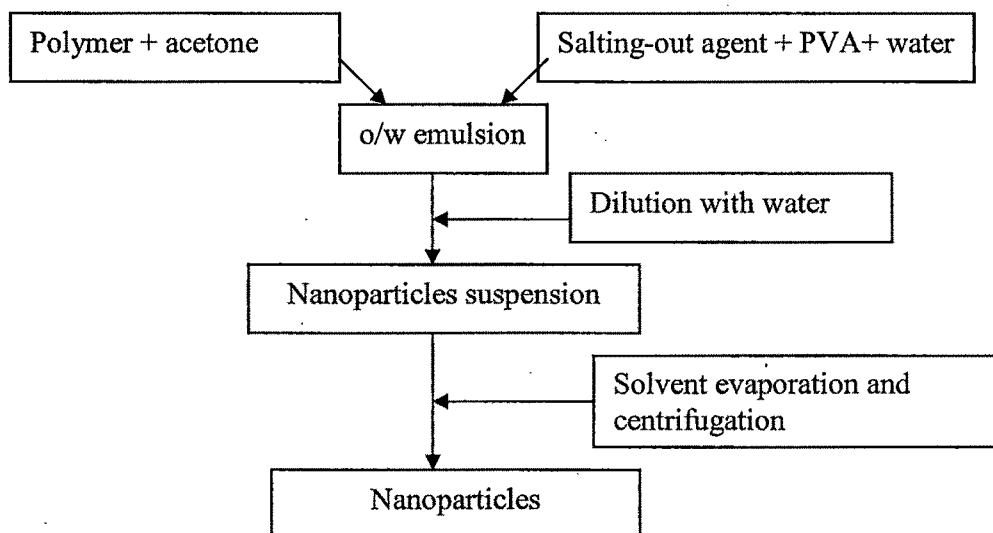 Polymer + acetone
Salting-out agent + PVA+ water
o/w emulsion
Dilution with water
Nanoparticles suspension
Solvent evaporation and
centrifugation
Nanoparticles